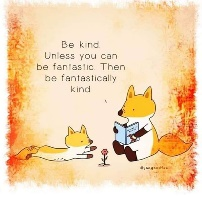 Be kind.
Unless you can
be fantastic. Then
be fantastically
kind